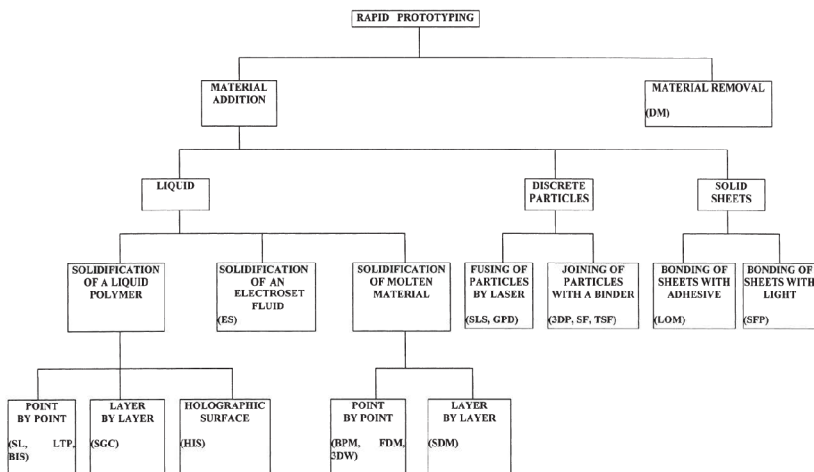 RAPID PROTOTYPING
MATERIAL
ADDITION
MATERIAL REMOVAL
(DM)
LIQUID
DISCRETE
PARTICLES
SOLID
SHEETS
SOLIDIFICATION
OF A LIQUID
POLYMER
SOLIDIFICATION
OF AN
ELECTROSET
FLUID
(ES)
SOLIDIFICATION
OF MOLTEN
MATERIAL
FUSING OF
PARTICLES
BY LASER
(SLS, GPD)
JOINING OF
PARTICLES
WITH A BINDER
(3DP, SF, TSF)
BONDING OF
SHEETS WITH
ADHESIVE
(LOM)
BONDING OF
SHEETS WITH
LIGHT
(SFP)
POINT
BY POINT
(SL, LTP,
BIS)
LAYER
BY LAYER
(SGC)
HOLOGRAPHIC
SURFACE
(HIS)
POINT
BY POINT
(BPM, FDM,
3DW)
LAYER
BY LAYER
(SDM)